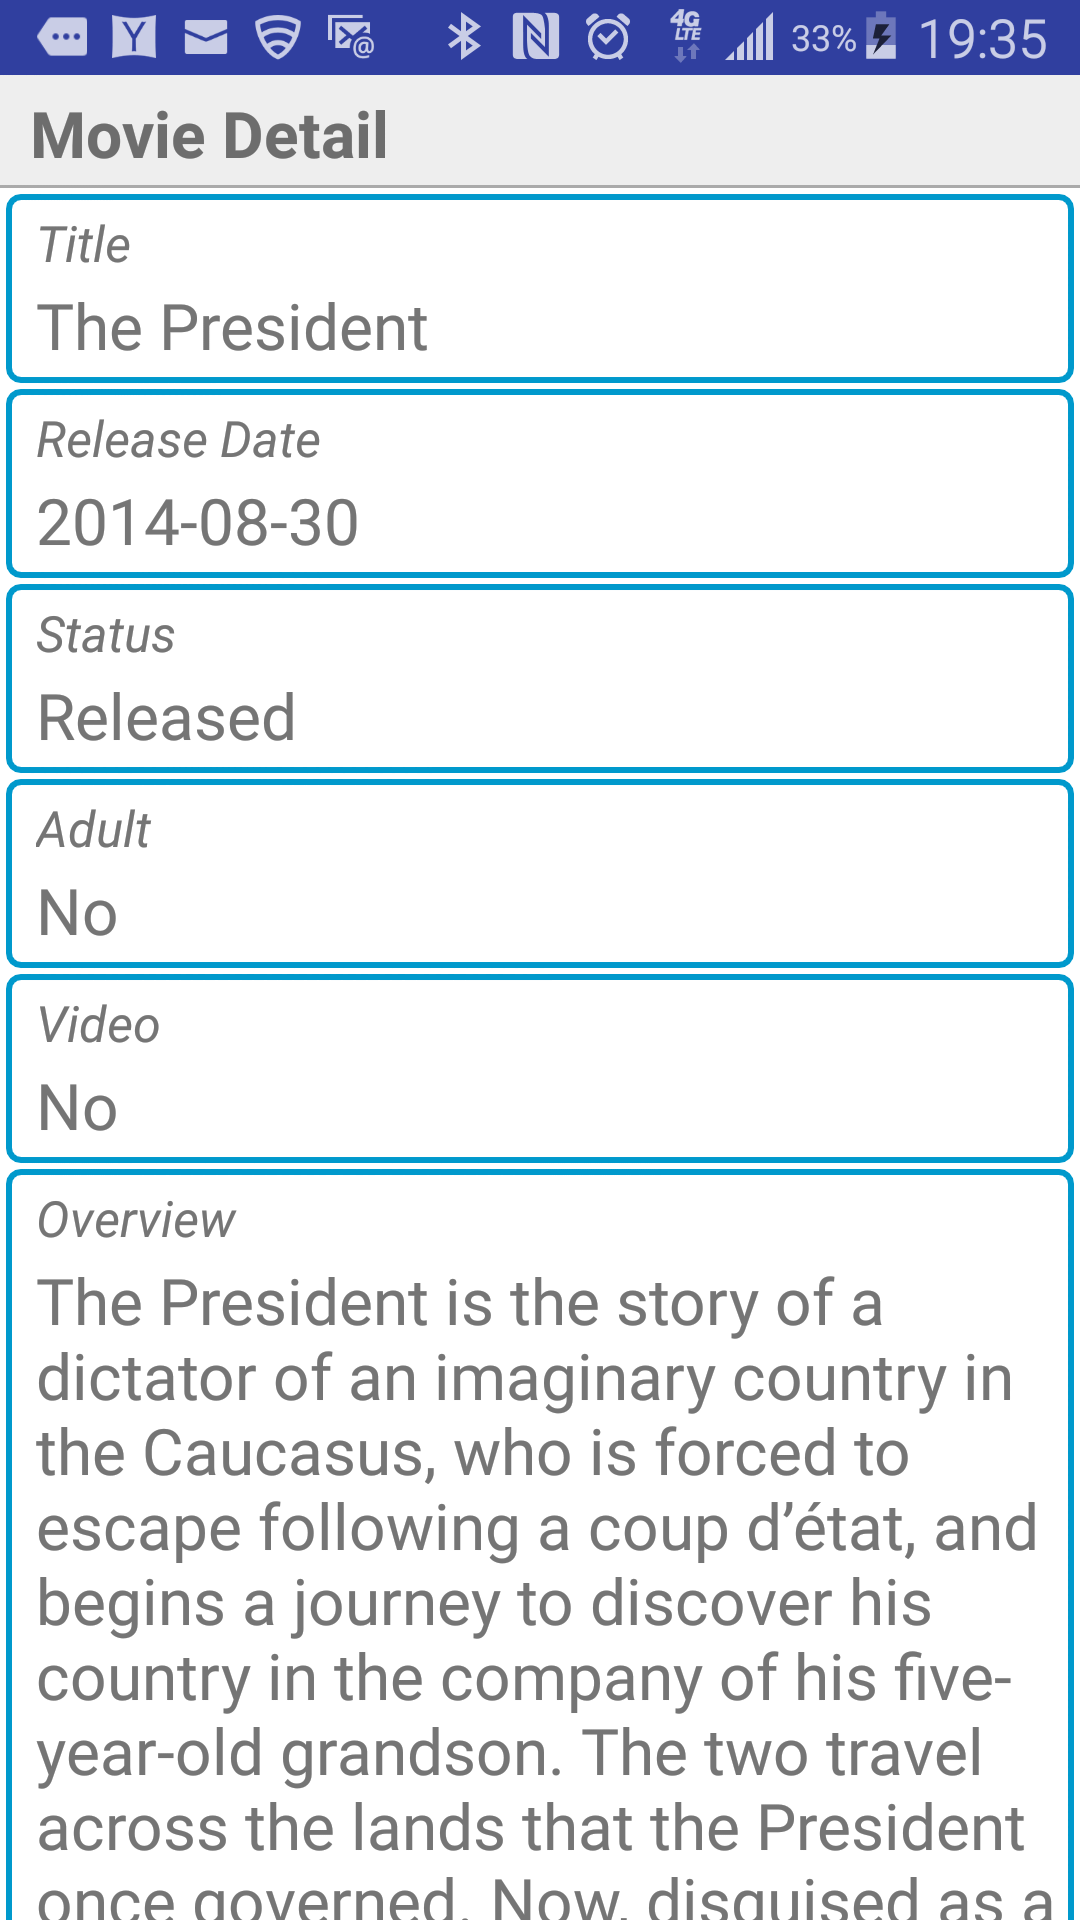 33% 19:35
Movie Detail
Title
The President
Release Date
2014-08-30
Status
Released
Adult
No
Video
No
Overview
The President is the story of a
dictator of an imaginary country in
the Caucasus, who is forced to
escape following a coup d’état, and
begins a journey to discover his
country in the company of his five-
year-old grandson. The two travel
across the lands that the President
once governed. Now, disguised as a